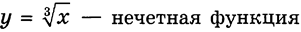 y = ∛x — нечетная функция